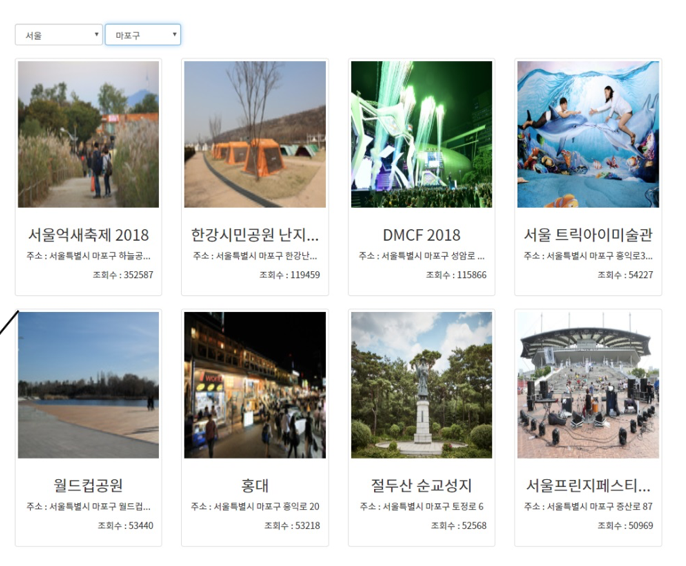 서울
마포구
서울억새축제 2018
주소 : 서울특별시 마포구 하늘공...
조회수 : 352587
한강시민공원 난지...
주소 : 서울특별시 마포구 한강난...
조회수 : 119459
DMCF 2018
주소 : 서울특별시 마포구 성암로 ...
조회수 : 115866
서울 트릭아이미술관
주소 : 서울특별시 마포구 홍익로3...
조회수 : 54227
월드컵공원
주소 : 서울특별시 마포구 월드컵...
조회수 : 53440
홍대
주소 : 서울특별시 마포구 홍익로 20
조회수 : 53218
절두산 순교성지
주소 : 서울특별시 마포구 토정로 6
조회수 : 52568
서울프린지페스티...
주소 : 서울특별시 마포구 증산로 87
조회수 : 50969